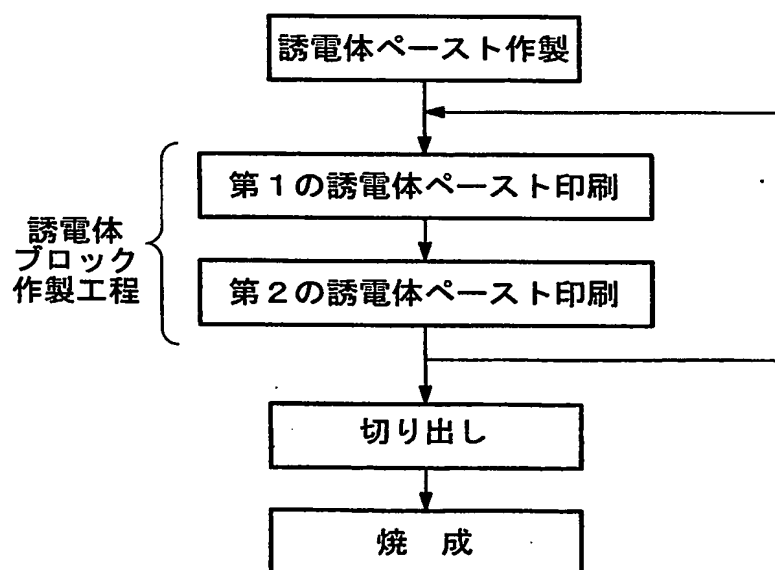 誘電体ペースト作製
第１の誘電体ペースト印刷
誘電体
ブロック
作製工程
第２の誘電体ペースト印刷
切り出し
焼　成